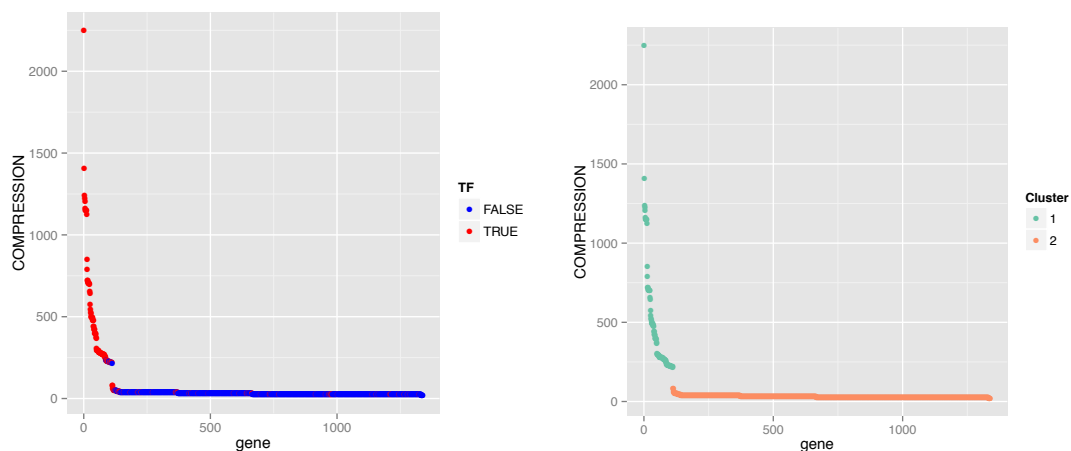 2000
1500
1000
500
0
COMPRESSION
0
500
1000
gene
TF
FALSE
TRUE
2000
1500
1000
500
0
COMPRESSION
0
500
1000
gene
Cluster
1
2